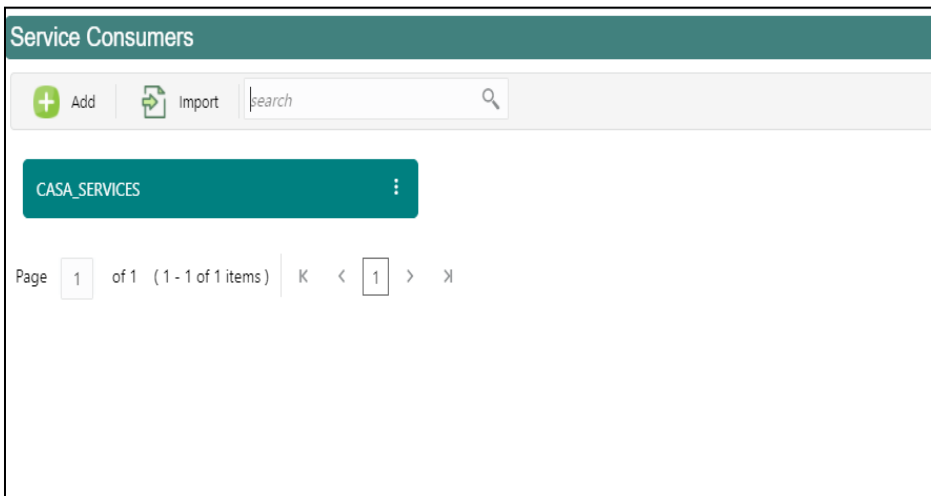 Service Consumers
Add Import search
CASA_SERVICES
Page 1 of 1 ( 1 - 1 of 1 items ) 1